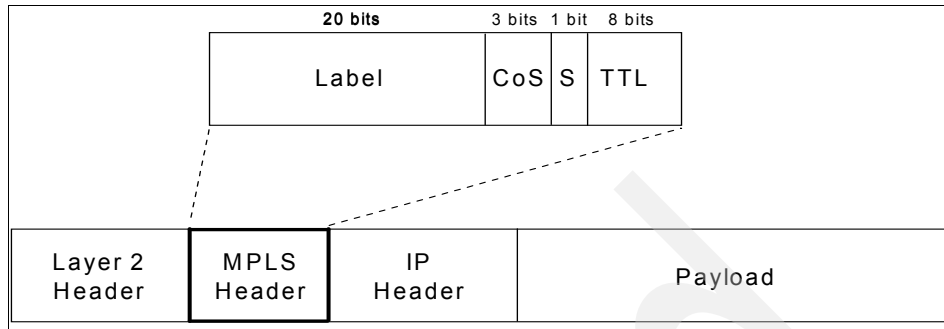 20 bits 3 bits 1 bit 8 bits
Label CoS S TTL
Layer 2 MPLS IP Payload
Header Header Header